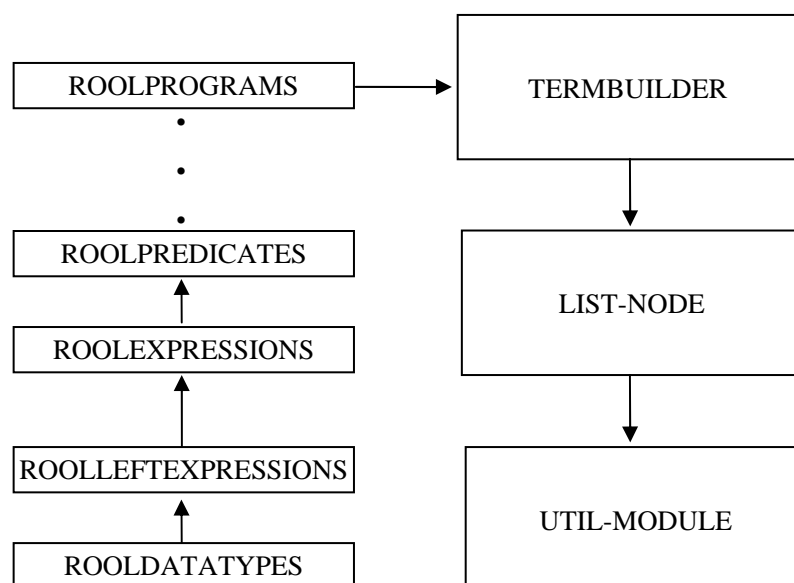 ROOLPROGRAMS
TERMBUILDER
ROOLPREDICATES
LIST-NODE
ROOLEXPRESSIONS
ROOLLEFTEXPRESSIONS
UTIL-MODULE
ROOLDATATYPES